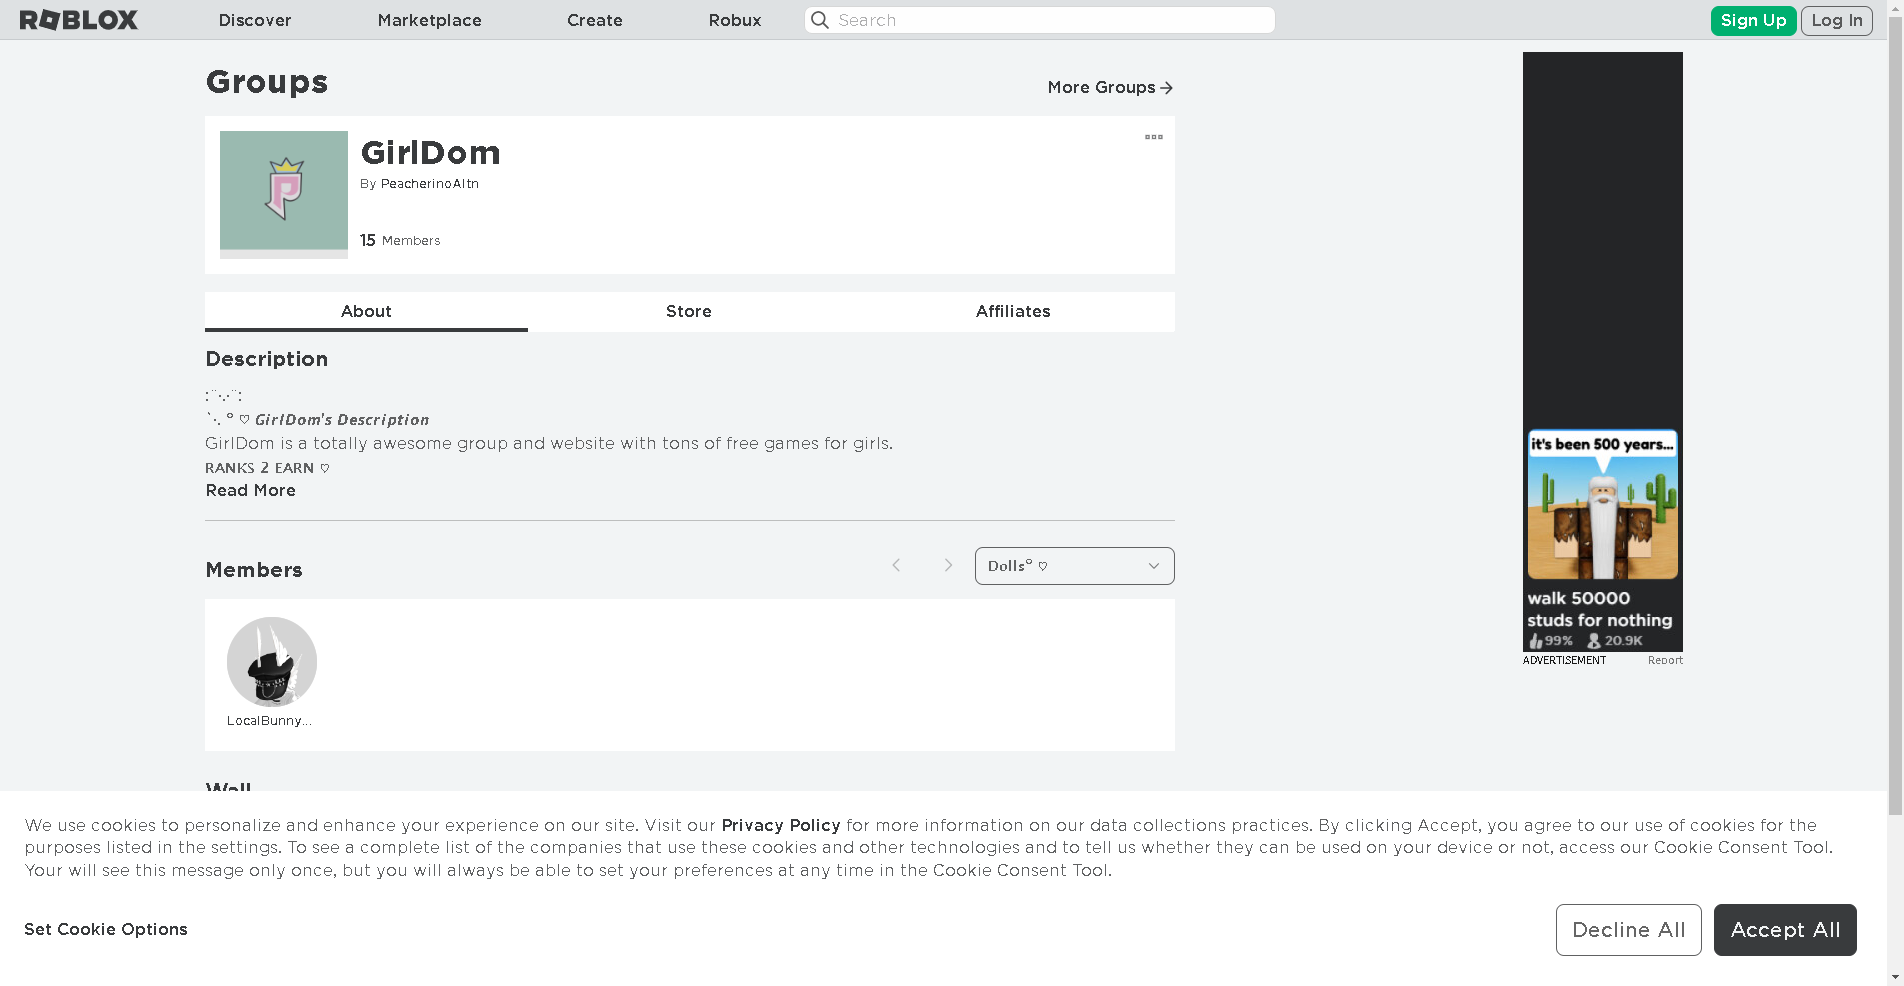 ROBLOX
Discover
Marketplace
Create
Robux
Search
Sign Up
Log In
Groups
More Groups
GirlDom
By PeacherinoAltn
15 Members
About
Store
Affiliates
Description
:¨·.·¨:
`·. ° ♡ GirlDom's Description
GirlDom is a totally awesome group and website with tons of free games for girls.
ʀᴀɴᴋs 2 ᴇᴀʀɴ ♡
Read More
Members
Dolls° ♡
LocalBunny...
Wall
it's been 500 years...
walk 50000
studs for nothing
99% 20.9K
ADVERTISEMENT
Report
We use cookies to personalize and enhance your experience on our site. Visit our Privacy Policy for more information on our data collections practices. By clicking Accept, you agree to our use of cookies for the
purposes listed in the settings. To see a complete list of the companies that use these cookies and other technologies and to tell us whether they can be used on your device or not, access our Cookie Consent Tool.
Your will see this message only once, but you will always be able to set your preferences at any time in the Cookie Consent Tool.
Set Cookie Options
Decline All
Accept All